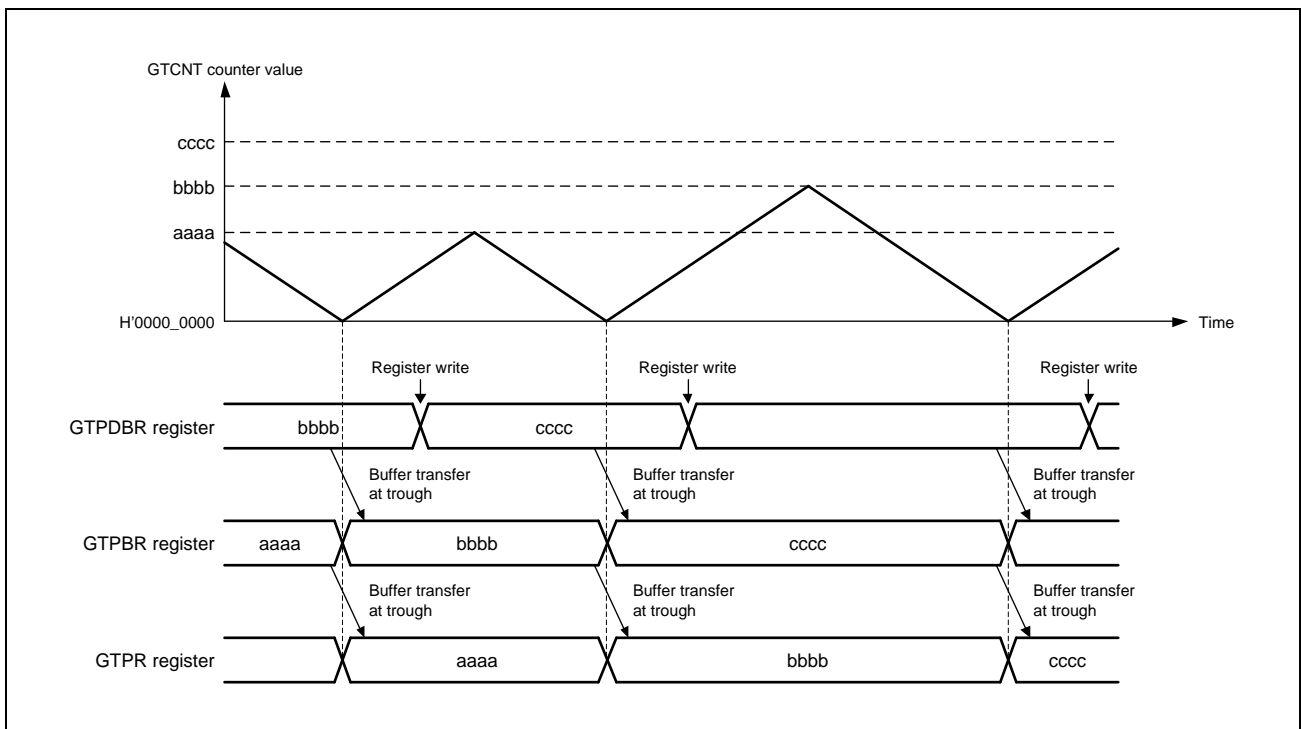 GTCNT counter value
cccc
bbbb
aaaa
H'0000_0000
Time
Register write
Register write
Register write
GTPDBR register
bbbb
cccc
Buffer transfer
at trough
Buffer transfer
at trough
Buffer transfer
at trough
GTPBR register
aaaa
bbbb
cccc
Buffer transfer
at trough
Buffer transfer
at trough
Buffer transfer
at trough
GTPR register
aaaa
bbbb
cccc